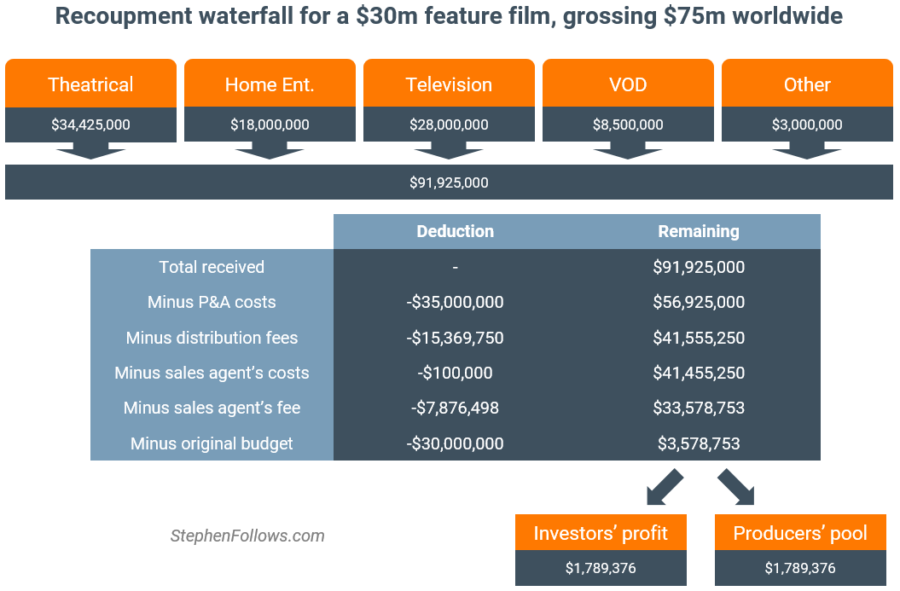 Recoupment waterfall for a $30m feature film, grossing $75m worldwide
Theatrical Home Ent. Television VOD Other
$34,425,000 $18,000,000 $28,000,000 $8,500,000 $3,000,000
$91,925,000
Deduction Remaining
Total received - $91,925,000
Minus P&A costs -$35,000,000 $56,925,000
Minus distribution fees -$15,369,750 $41,555,250
Minus sales agent's costs -$100,000 $41,455,250
Minus sales agent's fee -$7,876,498 $33,578,753
Minus original budget -$30,000,000 $3,578,753
StephenFollows.com
Investors' profit Producers' pool
$1,789,376 $1,789,376